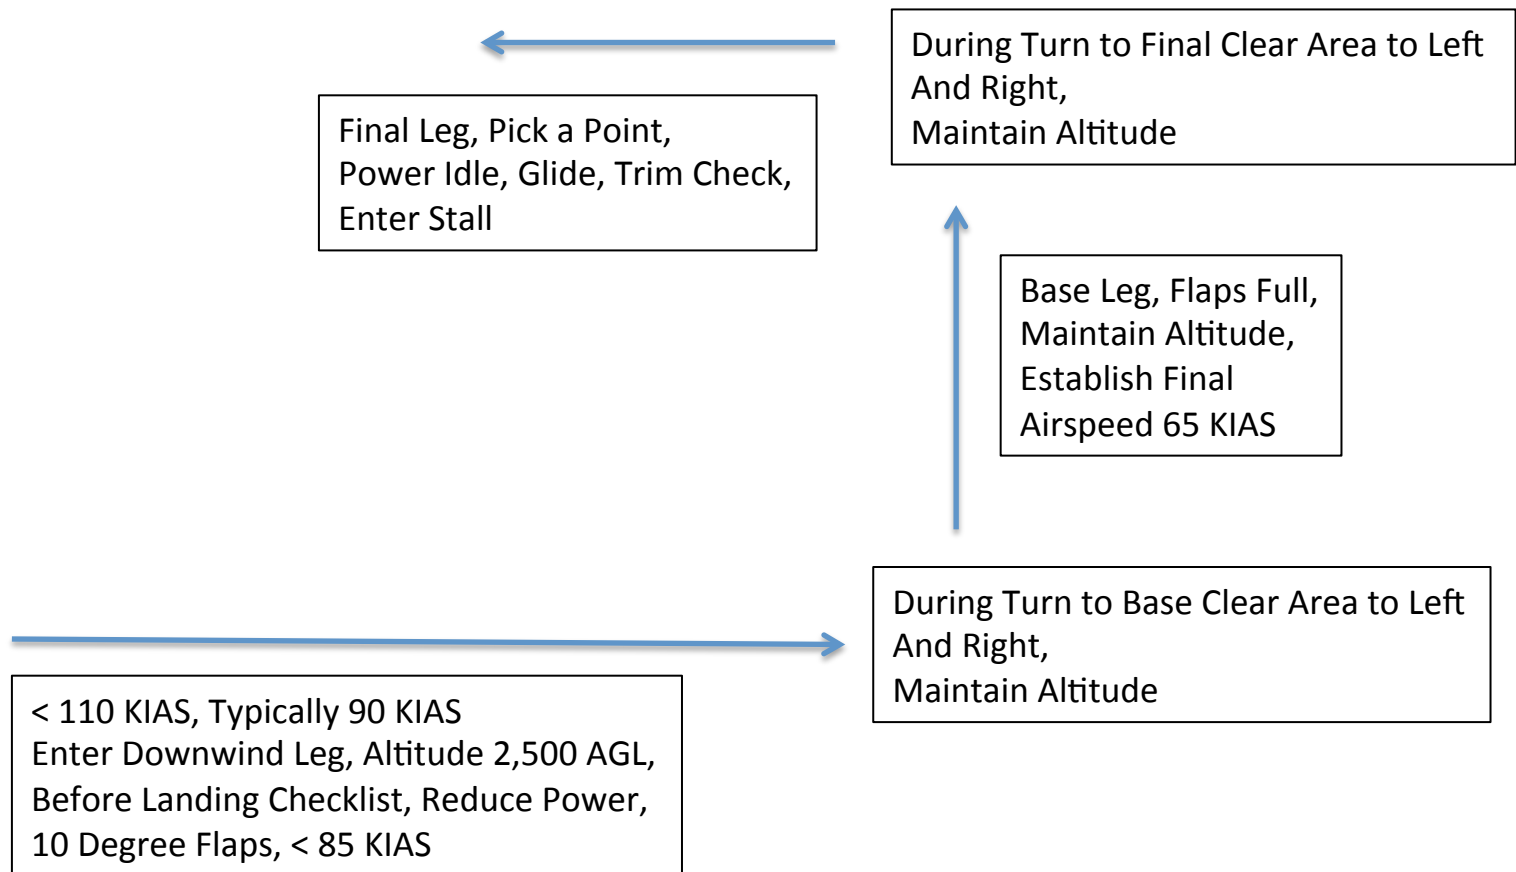 During Turn to Final Clear Area to Left
And Right,
Maintain Altitude
Final Leg, Pick a Point,
Power Idle, Glide, Trim Check,
Enter Stall
Base Leg, Flaps Full,
Maintain Altitude,
Establish Final
Airspeed 65 KIAS
During Turn to Base Clear Area to Left
And Right,
Maintain Altitude
< 110 KIAS, Typically 90 KIAS
Enter Downwind Leg, Altitude 2,500 AGL,
Before Landing Checklist, Reduce Power,
10 Degree Flaps, < 85 KIAS